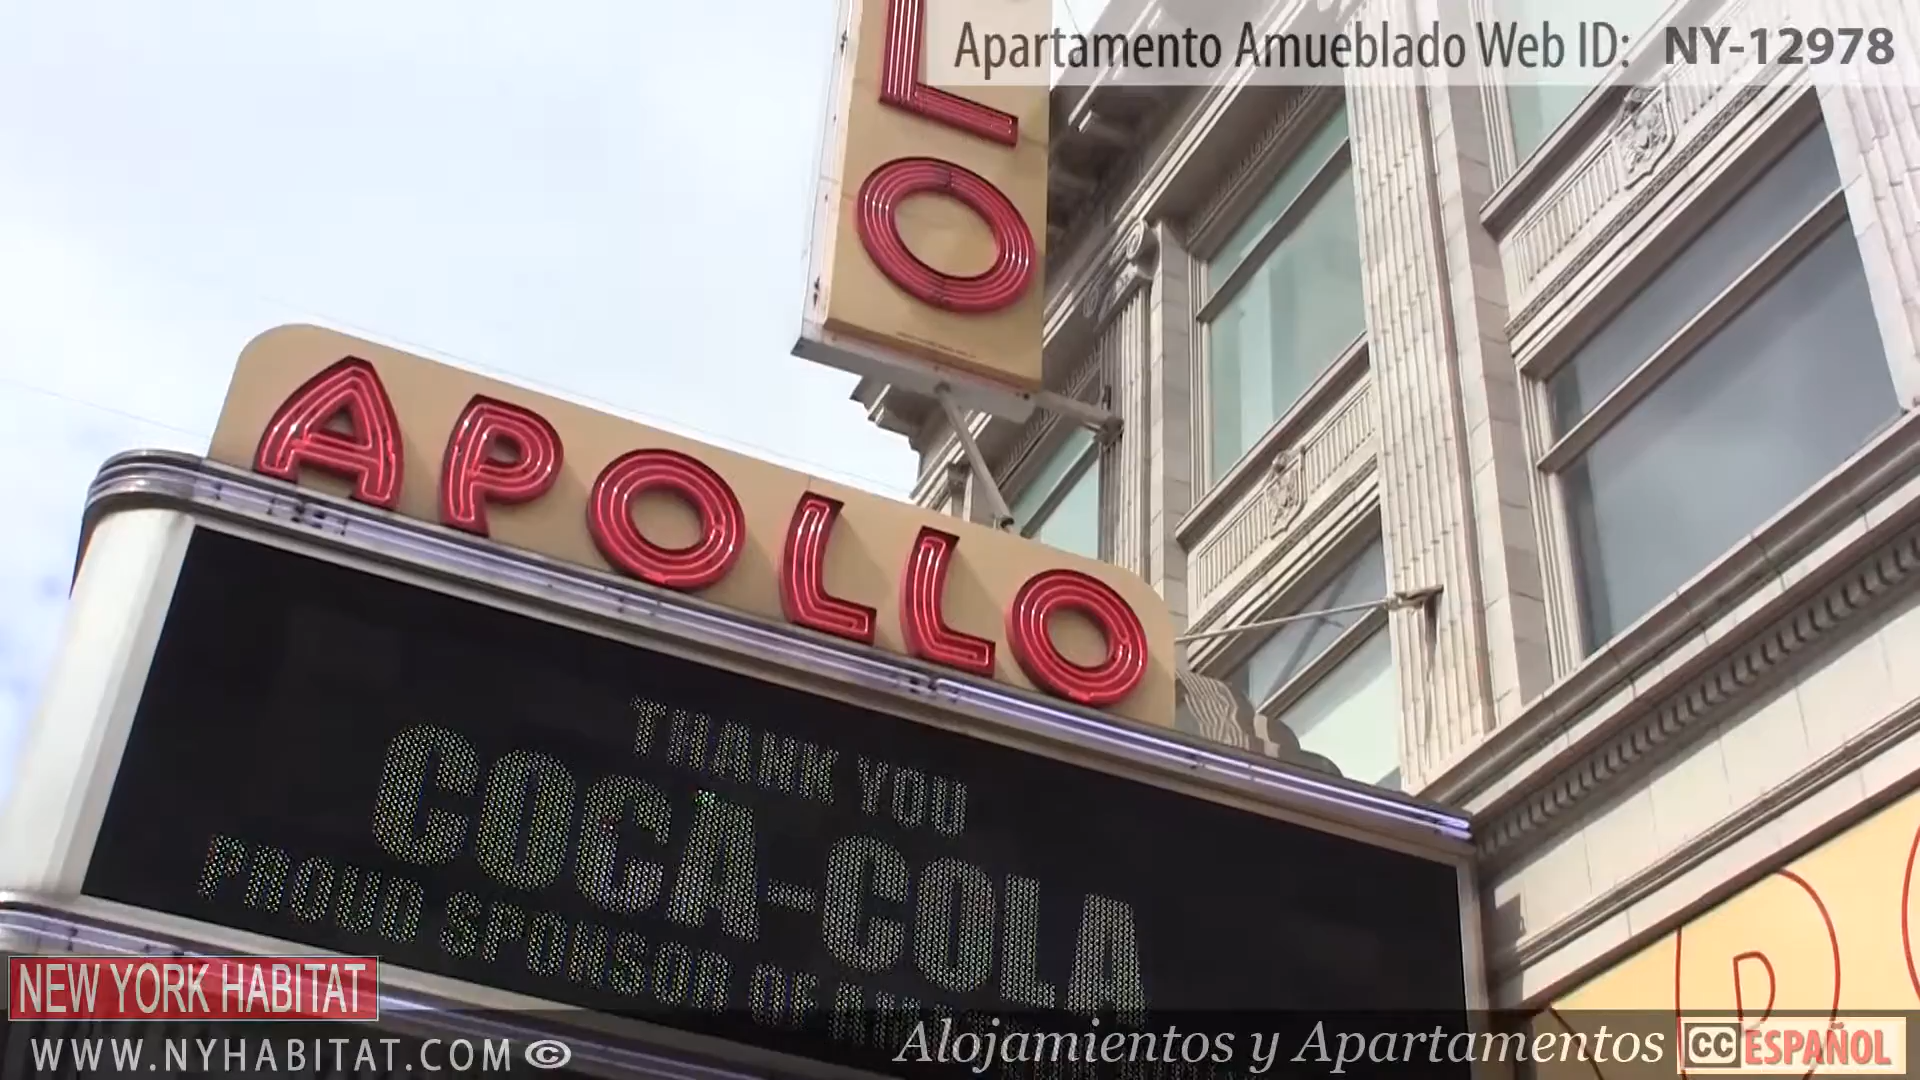 Apartamento Amueblado Web ID: NY-12978
L
O
APOLLO
THANK YOU
COCA-COLA
PROUD SPONSOR OF
NEW YORK HABITAT
WWW.NYHABITAT.COM ©
Alojamientos y Apartamentos
CC ESPAÑOL